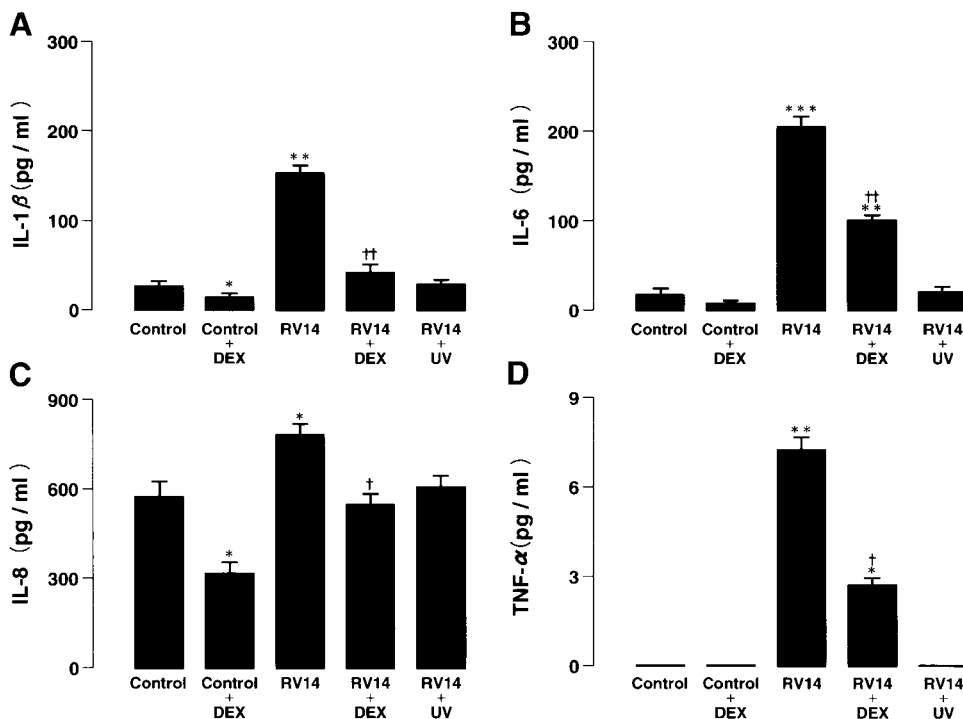 A
300
200
100
0
IL-1β(pg / ml )
**
*
††
Control
Control
+
DEX
RV14
RV14
+
DEX
RV14
+
UV
B
300
200
100
0
IL-6 (pg / ml )
***
††
**
Control
Control
+
DEX
RV14
RV14
+
DEX
RV14
+
UV
C
900
600
300
0
IL-8 (pg / ml )
*
*
†
Control
Control
+
DEX
RV14
RV14
+
DEX
RV14
+
UV
D
9
6
3
0
TNF-α(pg / ml )
**
†
*
Control
Control
+
DEX
RV14
RV14
+
DEX
RV14
+
UV